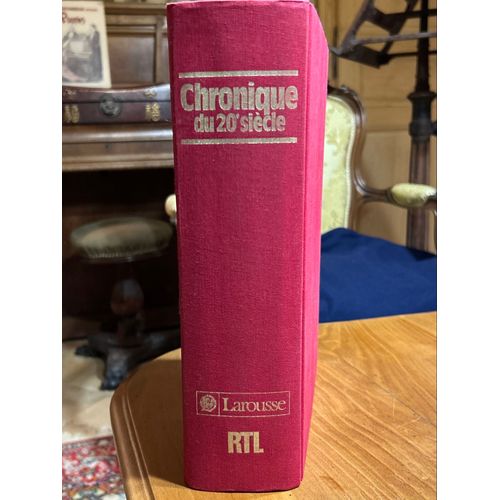 Chronique
du 20e siècle
Larousse
RTL